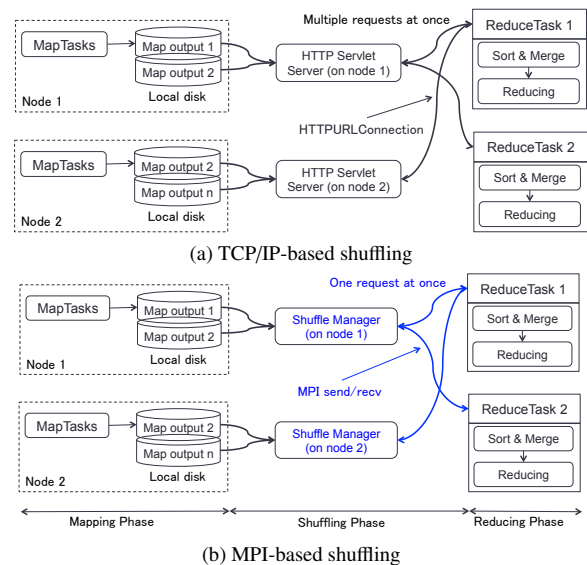 Multiple requests at once
ReduceTask 1
MapTasks
Map output 1
Map output 2
Local disk
Node 1
HTTP Servlet
Server (on node 1)
Sort & Merge
Reducing
HTTPURLConnection
ReduceTask 2
MapTasks
Map output 2
Map output n
Local disk
Node 2
HTTP Servlet
Server (on node 2)
Sort & Merge
Reducing
(a) TCP/IP-based shuffling
One request at once
ReduceTask 1
MapTasks
Map output 1
Map output 2
Local disk
Node 1
Shuffle Manager
(on node 1)
Sort & Merge
Reducing
MPI send/recv
ReduceTask 2
MapTasks
Map output 2
Map output n
Local disk
Node 2
Shuffle Manager
(on node 2)
Sort & Merge
Reducing
Mapping Phase
Shuffling Phase
Reducing Phase
(b) MPI-based shuffling